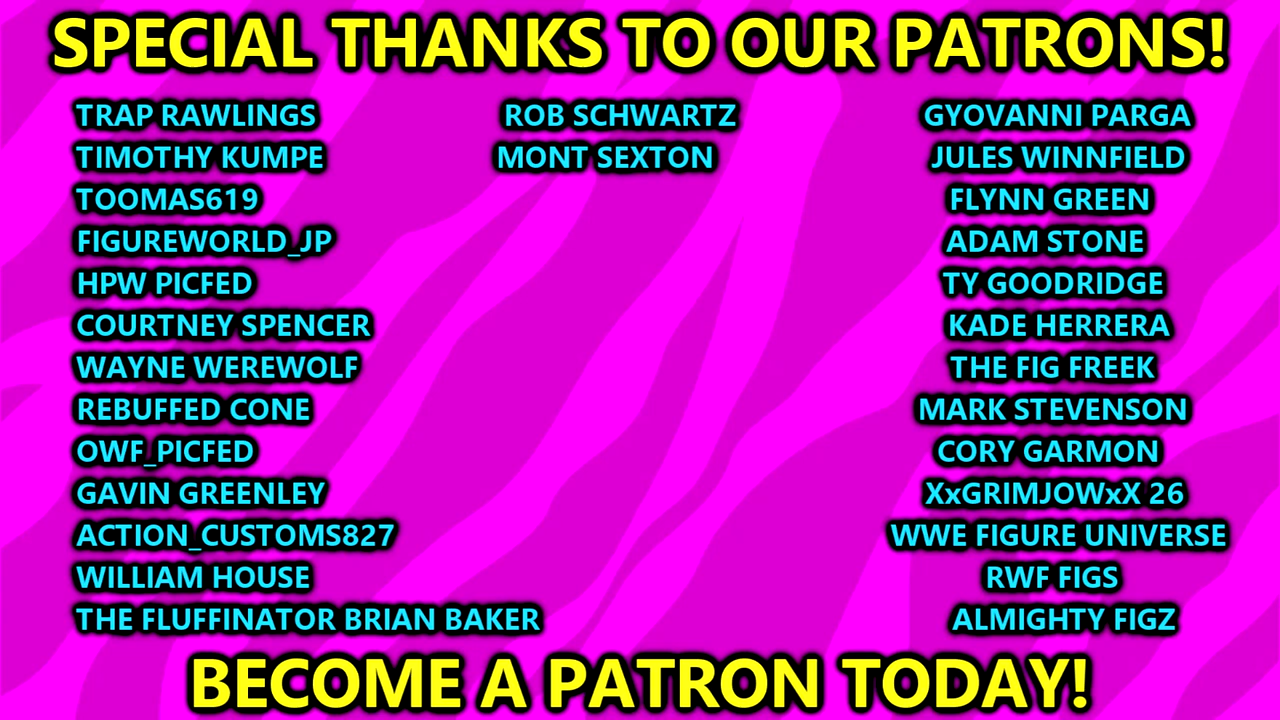 SPECIAL THANKS TO OUR PATRONS!
TRAP RAWLINGS
TIMOTHY KUMPE
TOOMAS619
FIGUREWORLD_JP
HPW PICFED
COURTNEY SPENCER
WAYNE WEREWOLF
REBUFFED CONE
OWF_PICFED
GAVIN GREENLEY
ACTION_CUSTOMS827
WILLIAM HOUSE
THE FLUFFINATOR BRIAN BAKER
ROB SCHWARTZ
MONT SEXTON
GYOVANNI PARGA
JULES WINNFIELD
FLYNN GREEN
ADAM STONE
TY GOODRIDGE
KADE HERRERA
THE FIG FREEK
MARK STEVENSON
CORY GARMON
XxGRIMJOWxX 26
WWE FIGURE UNIVERSE
RWF FIGS
ALMIGHTY FIGZ
BECOME A PATRON TODAY!